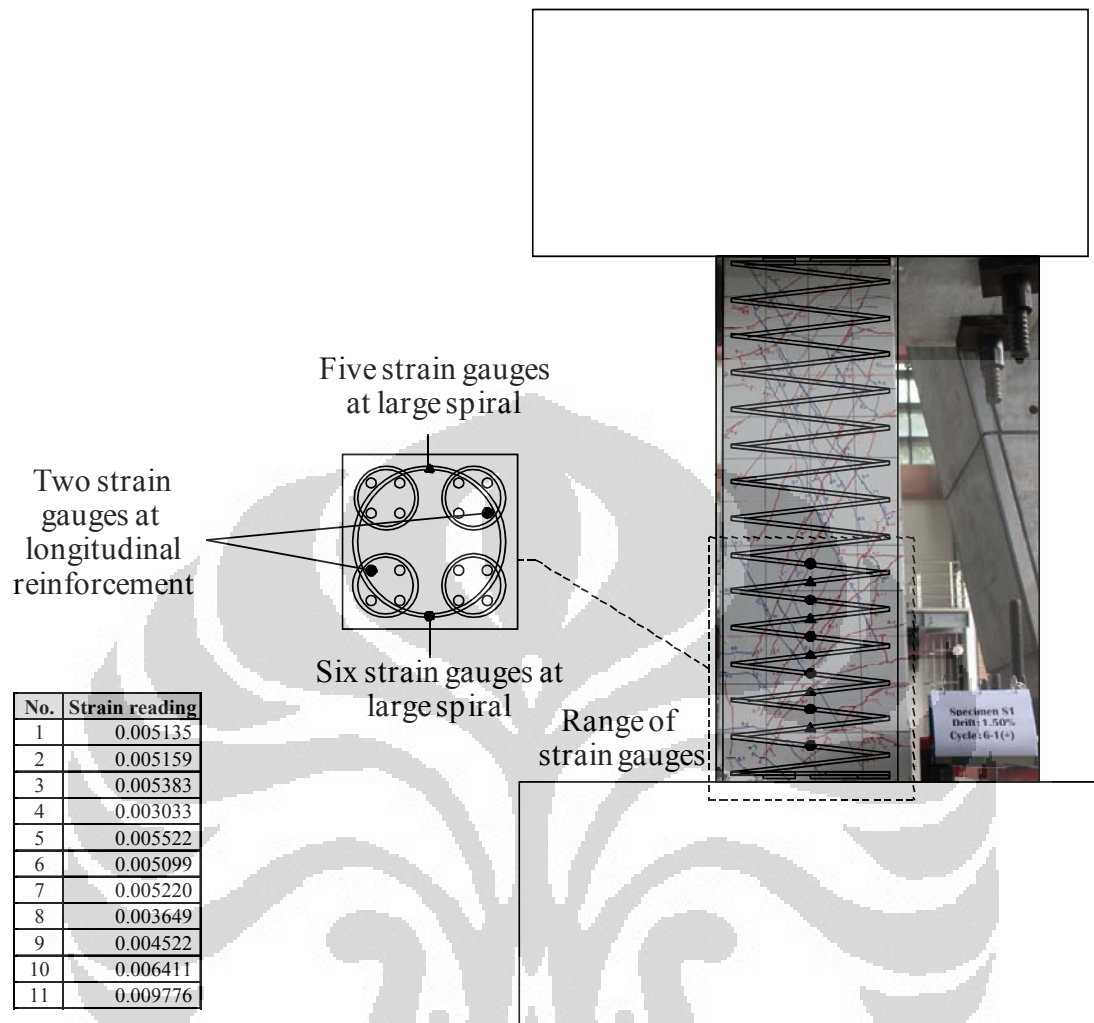 Five strain gauges
at large spiral
Two strain
gauges at
longitudinal
reinforcement
Six strain gauges at
large spiral
Range of
strain gauges
Specimen S1
Drift: 1.50%
Cycle: 6-1(+)
No. Strain reading
1 0.005135
2 0.005159
3 0.005383
4 0.003033
5 0.005522
6 0.005099
7 0.005220
8 0.003649
9 0.004522
10 0.006411
11 0.009776